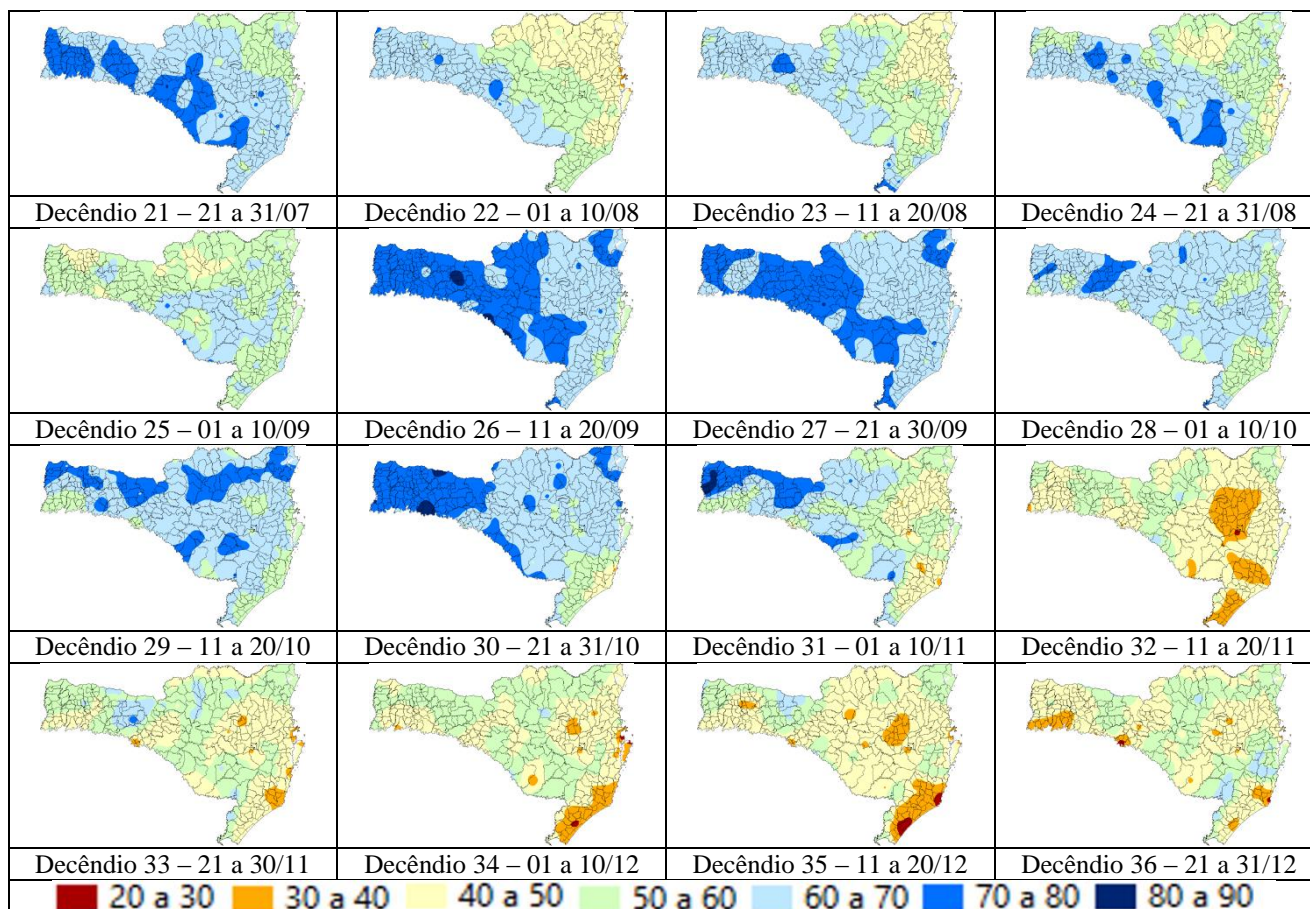 Decêndio 21 – 21 a 31/07 Decêndio 22 – 01 a 10/08 Decêndio 23 – 11 a 20/08 Decêndio 24 – 21 a 31/08
Decêndio 25 – 01 a 10/09 Decêndio 26 – 11 a 20/09 Decêndio 27 – 21 a 30/09 Decêndio 28 – 01 a 10/10
Decêndio 29 – 11 a 20/10 Decêndio 30 – 21 a 31/10 Decêndio 31 – 01 a 10/11 Decêndio 32 – 11 a 20/11
Decêndio 33 – 21 a 30/11 Decêndio 34 – 01 a 10/12 Decêndio 35 – 11 a 20/12 Decêndio 36 – 21 a 31/12
20 a 30 30 a 40 40 a 50 50 a 60 60 a 70 70 a 80 80 a 90